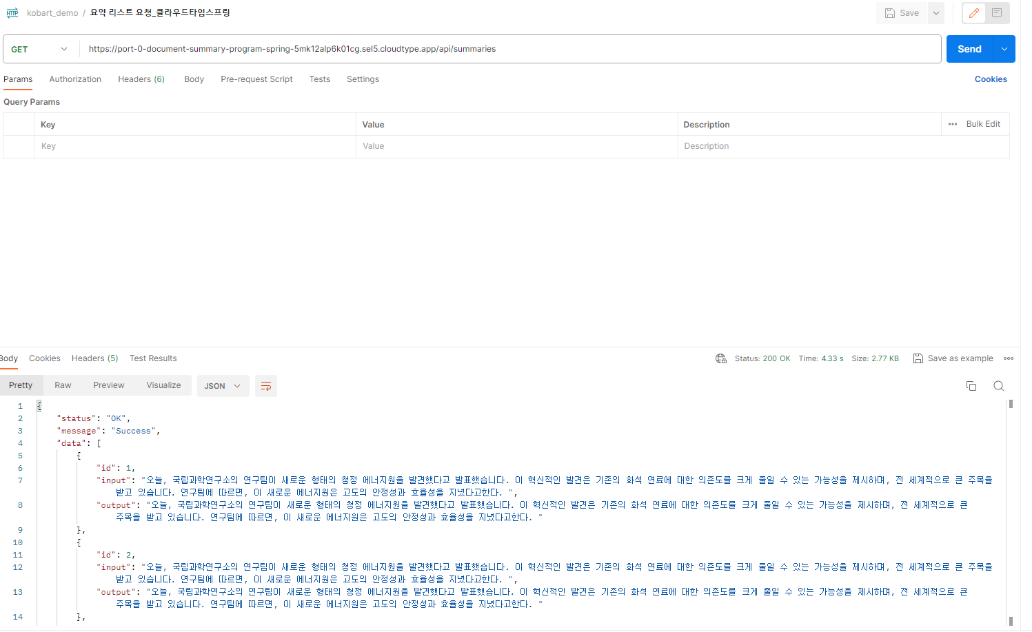 HTTP kobart_demo / 요약 리스트 요청_클라우드타입스프링 Save
GET https://port-0-document-summary-program-spring-5mk12alp6k01cg.sel5.cloudtype.app/api/summaries Send
Params Authorization Headers (6) Body Pre-request Script Tests Settings Cookies
Query Params
Key Value Description ••• Bulk Edit
Key Value Description
Body Cookies Headers (5) Test Results Status: 200 OK Time: 4.33 s Size: 2.77 KB Save as example
Pretty Raw Preview Visualize JSON
1 {
2 "status": "OK",
3 "message": "Success",
4 "data": [
5 {
6 "id": 1,
7 "input": "오늘, 국립과학연구소의 연구팀이 새로운 형태의 청정 에너지원을 발견했다고 발표했습니다. 이 혁신적인 발견은 기존의 화석 연료에 대한 의존도를 크게 줄일 수 있는 가능성을 제시하며, 전 세계적으로 큰 주목을
받고 있습니다. 연구팀에 따르면, 이 새로운 에너지원은 고도의 안정성과 효율성을 지녔다고한다. ",
8 "output": "오늘, 국립과학연구소의 연구팀이 새로운 형태의 청정 에너지원을 발견했다고 발표했습니다. 이 혁신적인 발견은 기존의 화석 연료에 대한 의존도를 크게 줄일 수 있는 가능성을 제시하며, 전 세계적으로 큰
주목을 받고 있습니다. 연구팀에 따르면, 이 새로운 에너지원은 고도의 안정성과 효율성을 지녔다고한다. "
9 },
10 {
11 "id": 2,
12 "input": "오늘, 국립과학연구소의 연구팀이 새로운 형태의 청정 에너지원을 발견했다고 발표했습니다. 이 혁신적인 발견은 기존의 화석 연료에 대한 의존도를 크게 줄일 수 있는 가능성을 제시하며, 전 세계적으로 큰 주목을
받고 있습니다. 연구팀에 따르면, 이 새로운 에너지원은 고도의 안정성과 효율성을 지녔다고한다. ",
13 "output": "오늘, 국립과학연구소의 연구팀이 새로운 형태의 청정 에너지원을 발견했다고 발표했습니다. 이 혁신적인 발견은 기존의 화석 연료에 대한 의존도를 크게 줄일 수 있는 가능성을 제시하며, 전 세계적으로 큰
주목을 받고 있습니다. 연구팀에 따르면, 이 새로운 에너지원은 고도의 안정성과 효율성을 지녔다고한다. "
14 },